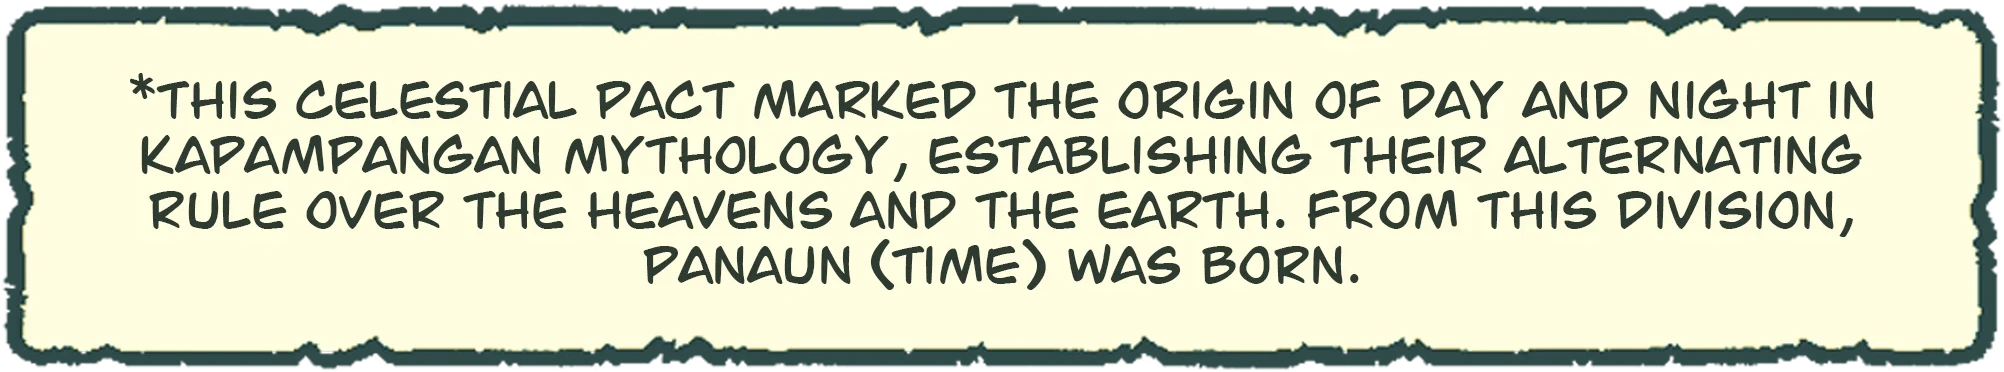 *THIS CELESTIAL PACT MARKED THE ORIGIN OF DAY AND NIGHT IN
KAPAMPANGAN MYTHOLOGY, ESTABLISHING THEIR ALTERNATING
RULE OVER THE HEAVENS AND THE EARTH. FROM THIS DIVISION,
PANAUN (TIME) WAS BORN.